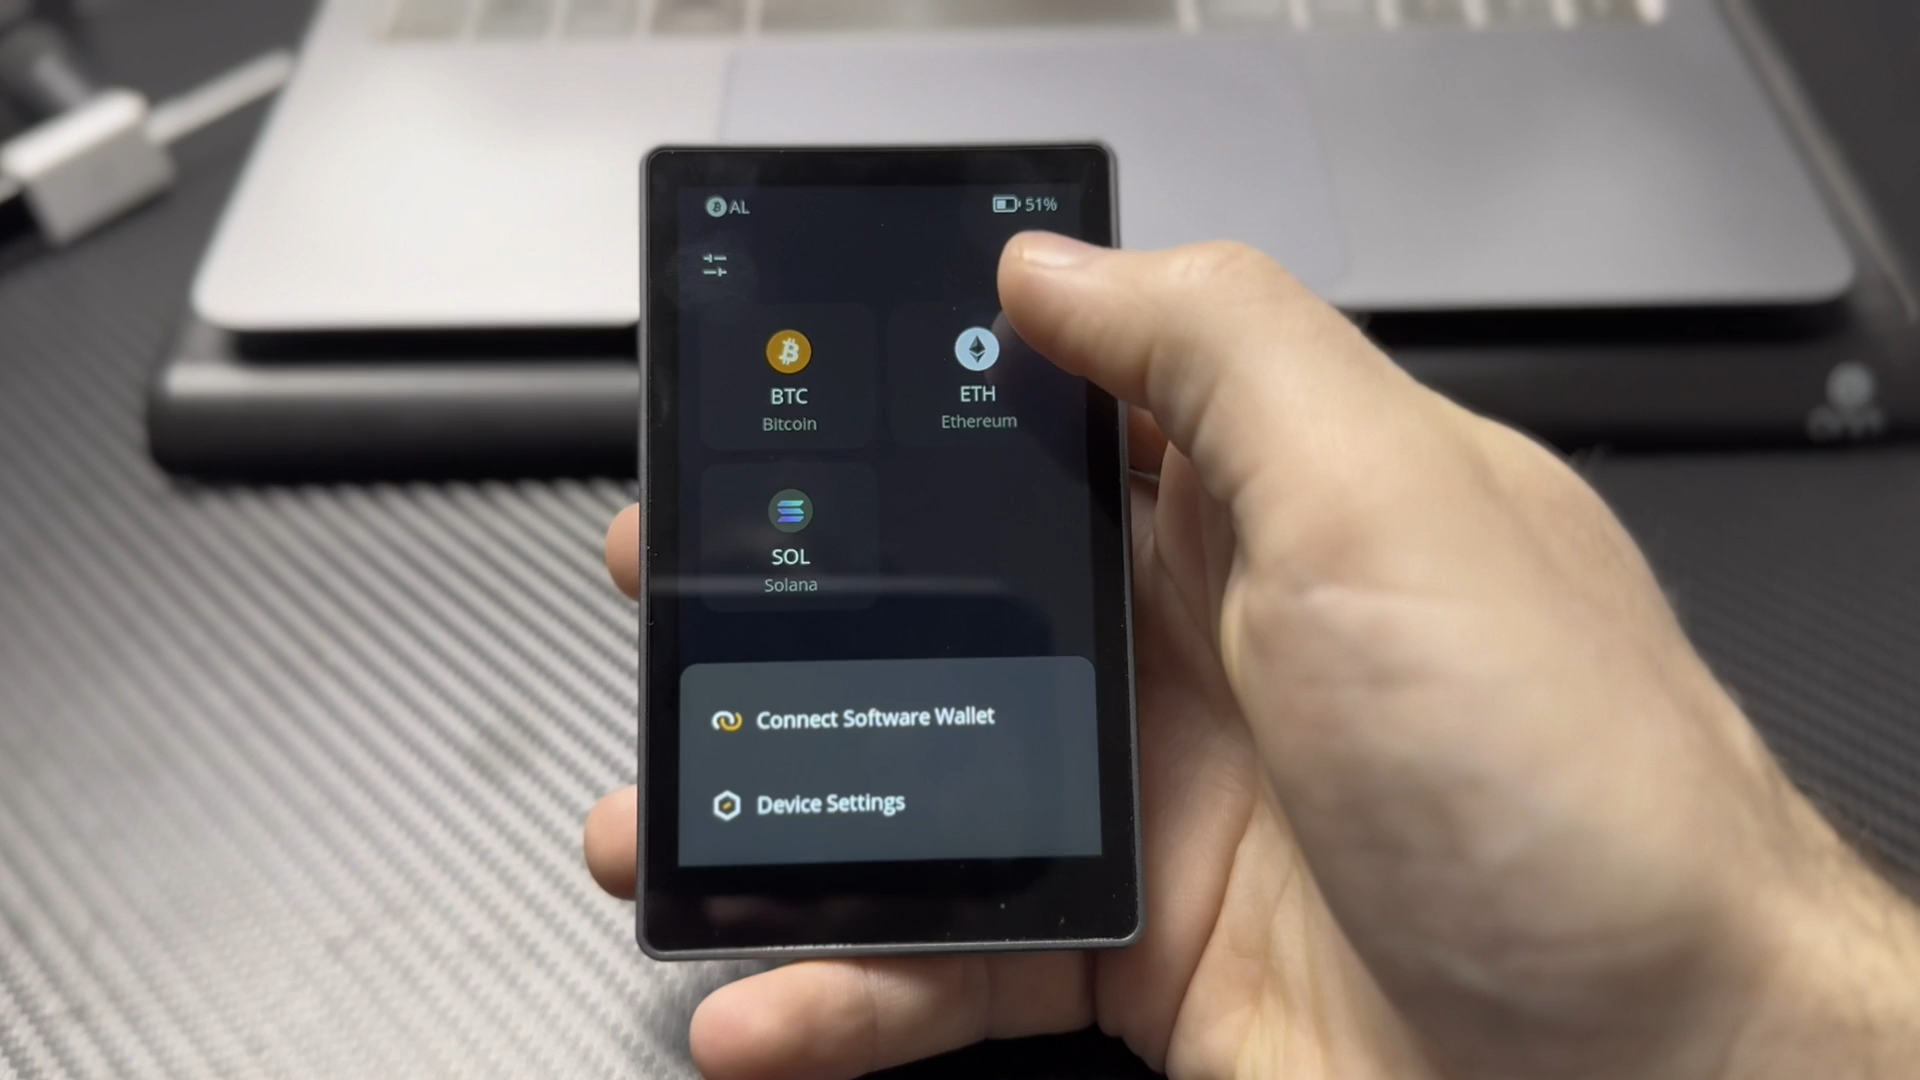 AL
51%
BTC
Bitcoin
ETH
Ethereum
SOL
Solana
Connect Software Wallet
Device Settings